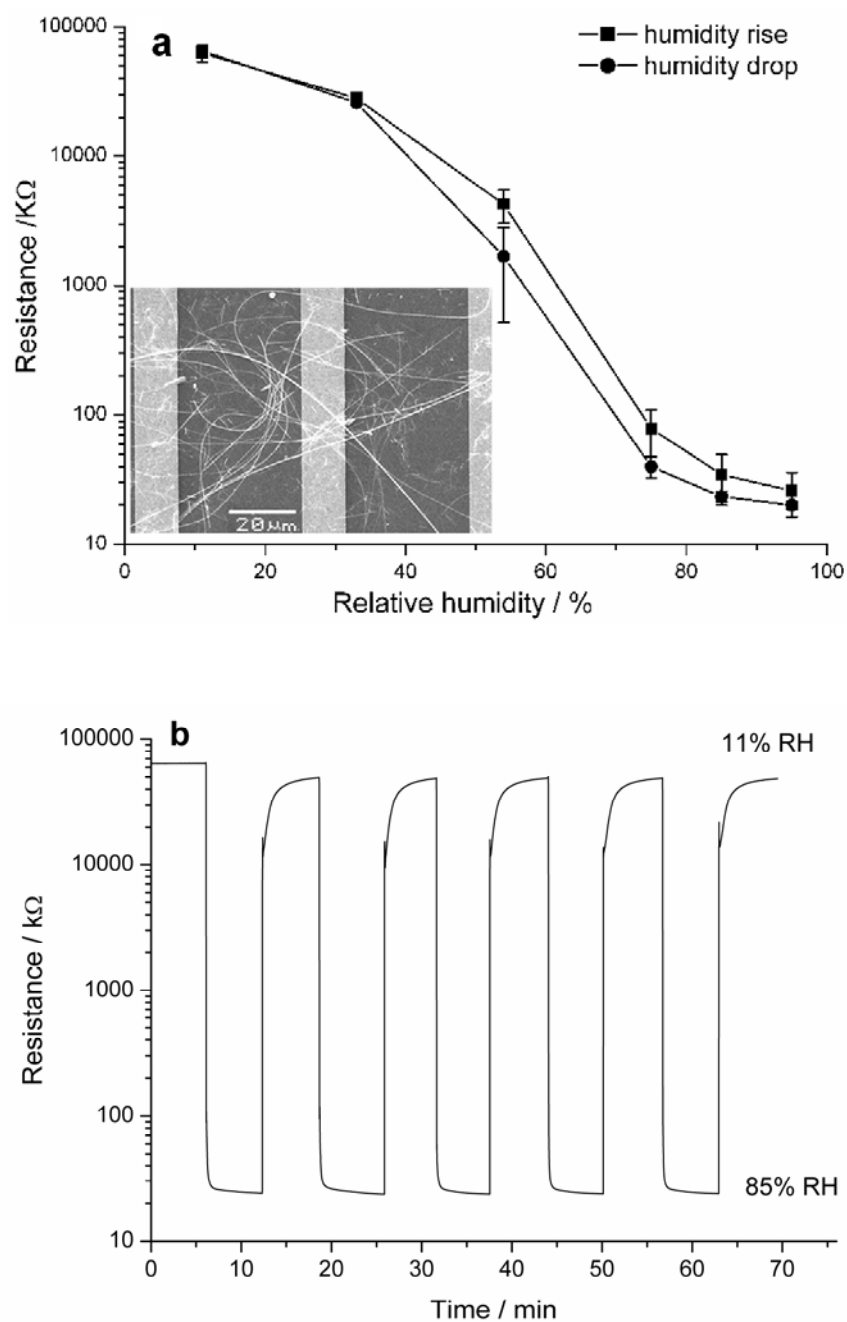 a
humidity rise
humidity drop
100000
10000
1000
100
10
Resistance /KΩ
20μm
0
20
40
60
80
100
Relative humidity / %
b
11% RH
85% RH
100000
10000
1000
100
10
Resistance / kΩ
0
10
20
30
40
50
60
70
Time / min